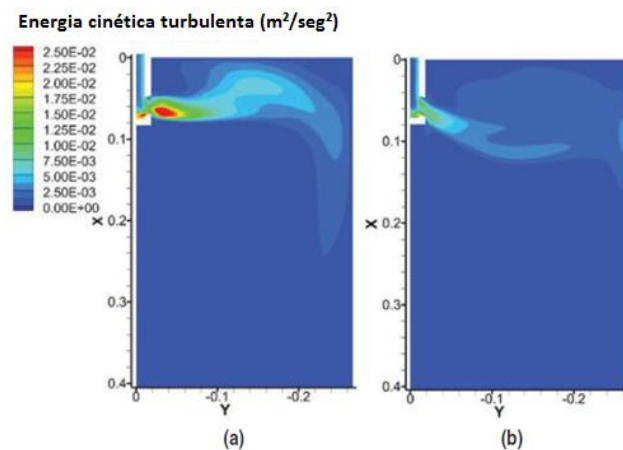 Energia cinética turbulenta (m²/seg²)
2.50E-02
2.25E-02
2.00E-02
1.75E-02
1.50E-02
1.25E-02
1.00E-02
7.50E-03
5.00E-03
2.50E-03
0.00E+00
0
0.1
0.2
0.3
0.4
X
0
-0.1
-0.2
Y
(a)
0
0.1
0.2
0.3
0.4
X
0
-0.1
-0.2
Y
(b)